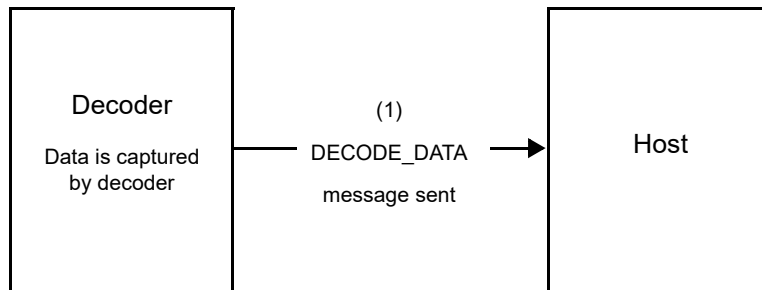 Decoder
Data is captured
by decoder
(1)
DECODE_DATA
message sent
Host